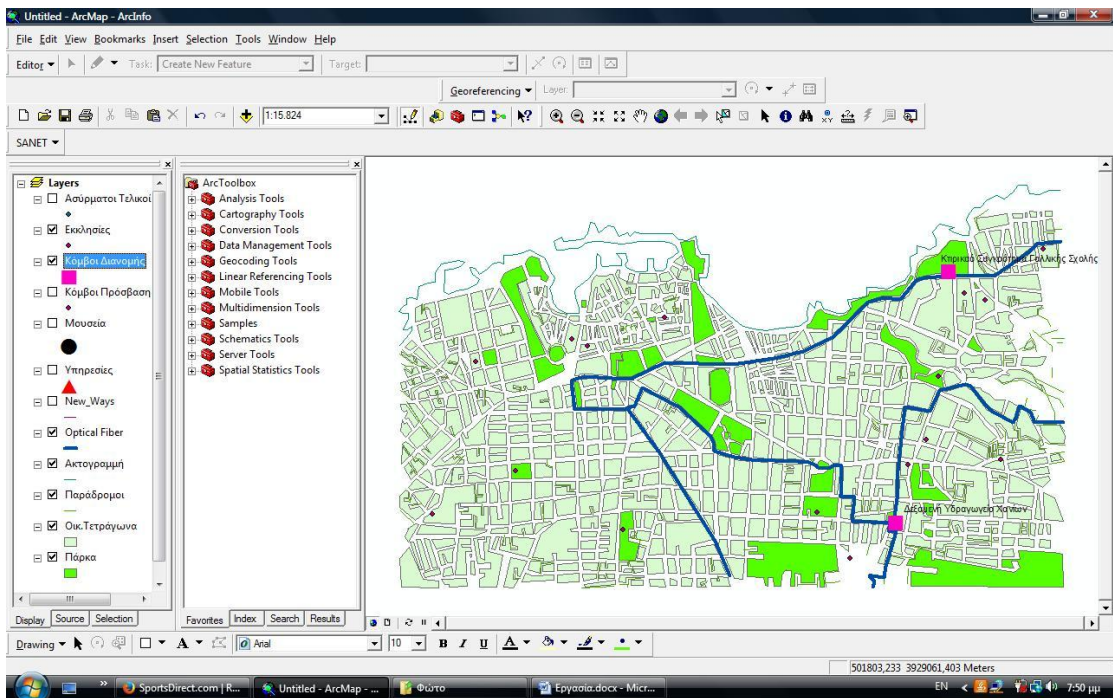 Untitled - ArcMap - ArcInfo
File Edit View Bookmarks Insert Selection Tools Window Help
Editor Task: Create New Feature Target:
Georeferencing Layer:
1:15.824
SANET
Layers
Ασύρματοι Τελικοί
Εκκλησίες
Κόμβοι Διανομής
Κόμβοι Πρόσβαση
Μουσεία
Υπηρεσίες
New_Ways
Optical Fiber
Ακτογραμμή
Παράδρομοι
Οικ.Τετράγωνα
Πάρκα
Display Source Selection
ArcToolbox
Analysis Tools
Cartography Tools
Conversion Tools
Data Management Tools
Geocoding Tools
Linear Referencing Tools
Mobile Tools
Multidimension Tools
Samples
Schematics Tools
Server Tools
Spatial Statistics Tools
Favorites Index Search Results
Κτιριακό Συγκρότημα Γαλλικής Σχολής
Δεξαμενή Υδραγωγείο Χανίων
Drawing A Arial 10 B I U A
501803,233 3929061,403 Meters
SportsDirect.com | R... Untitled - ArcMap - ... Φώτο Εργασία.docx - Micr... EN 7:50 μμ